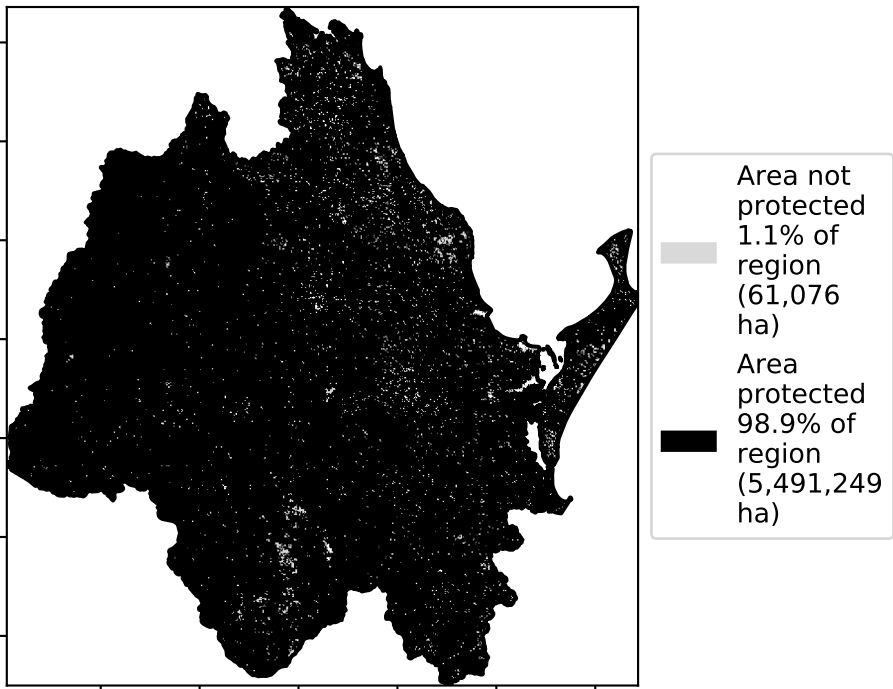 Area not
protected
1.1% of
region
(61,076
ha)
Area
protected
98.9% of
region
(5,491,249
ha)